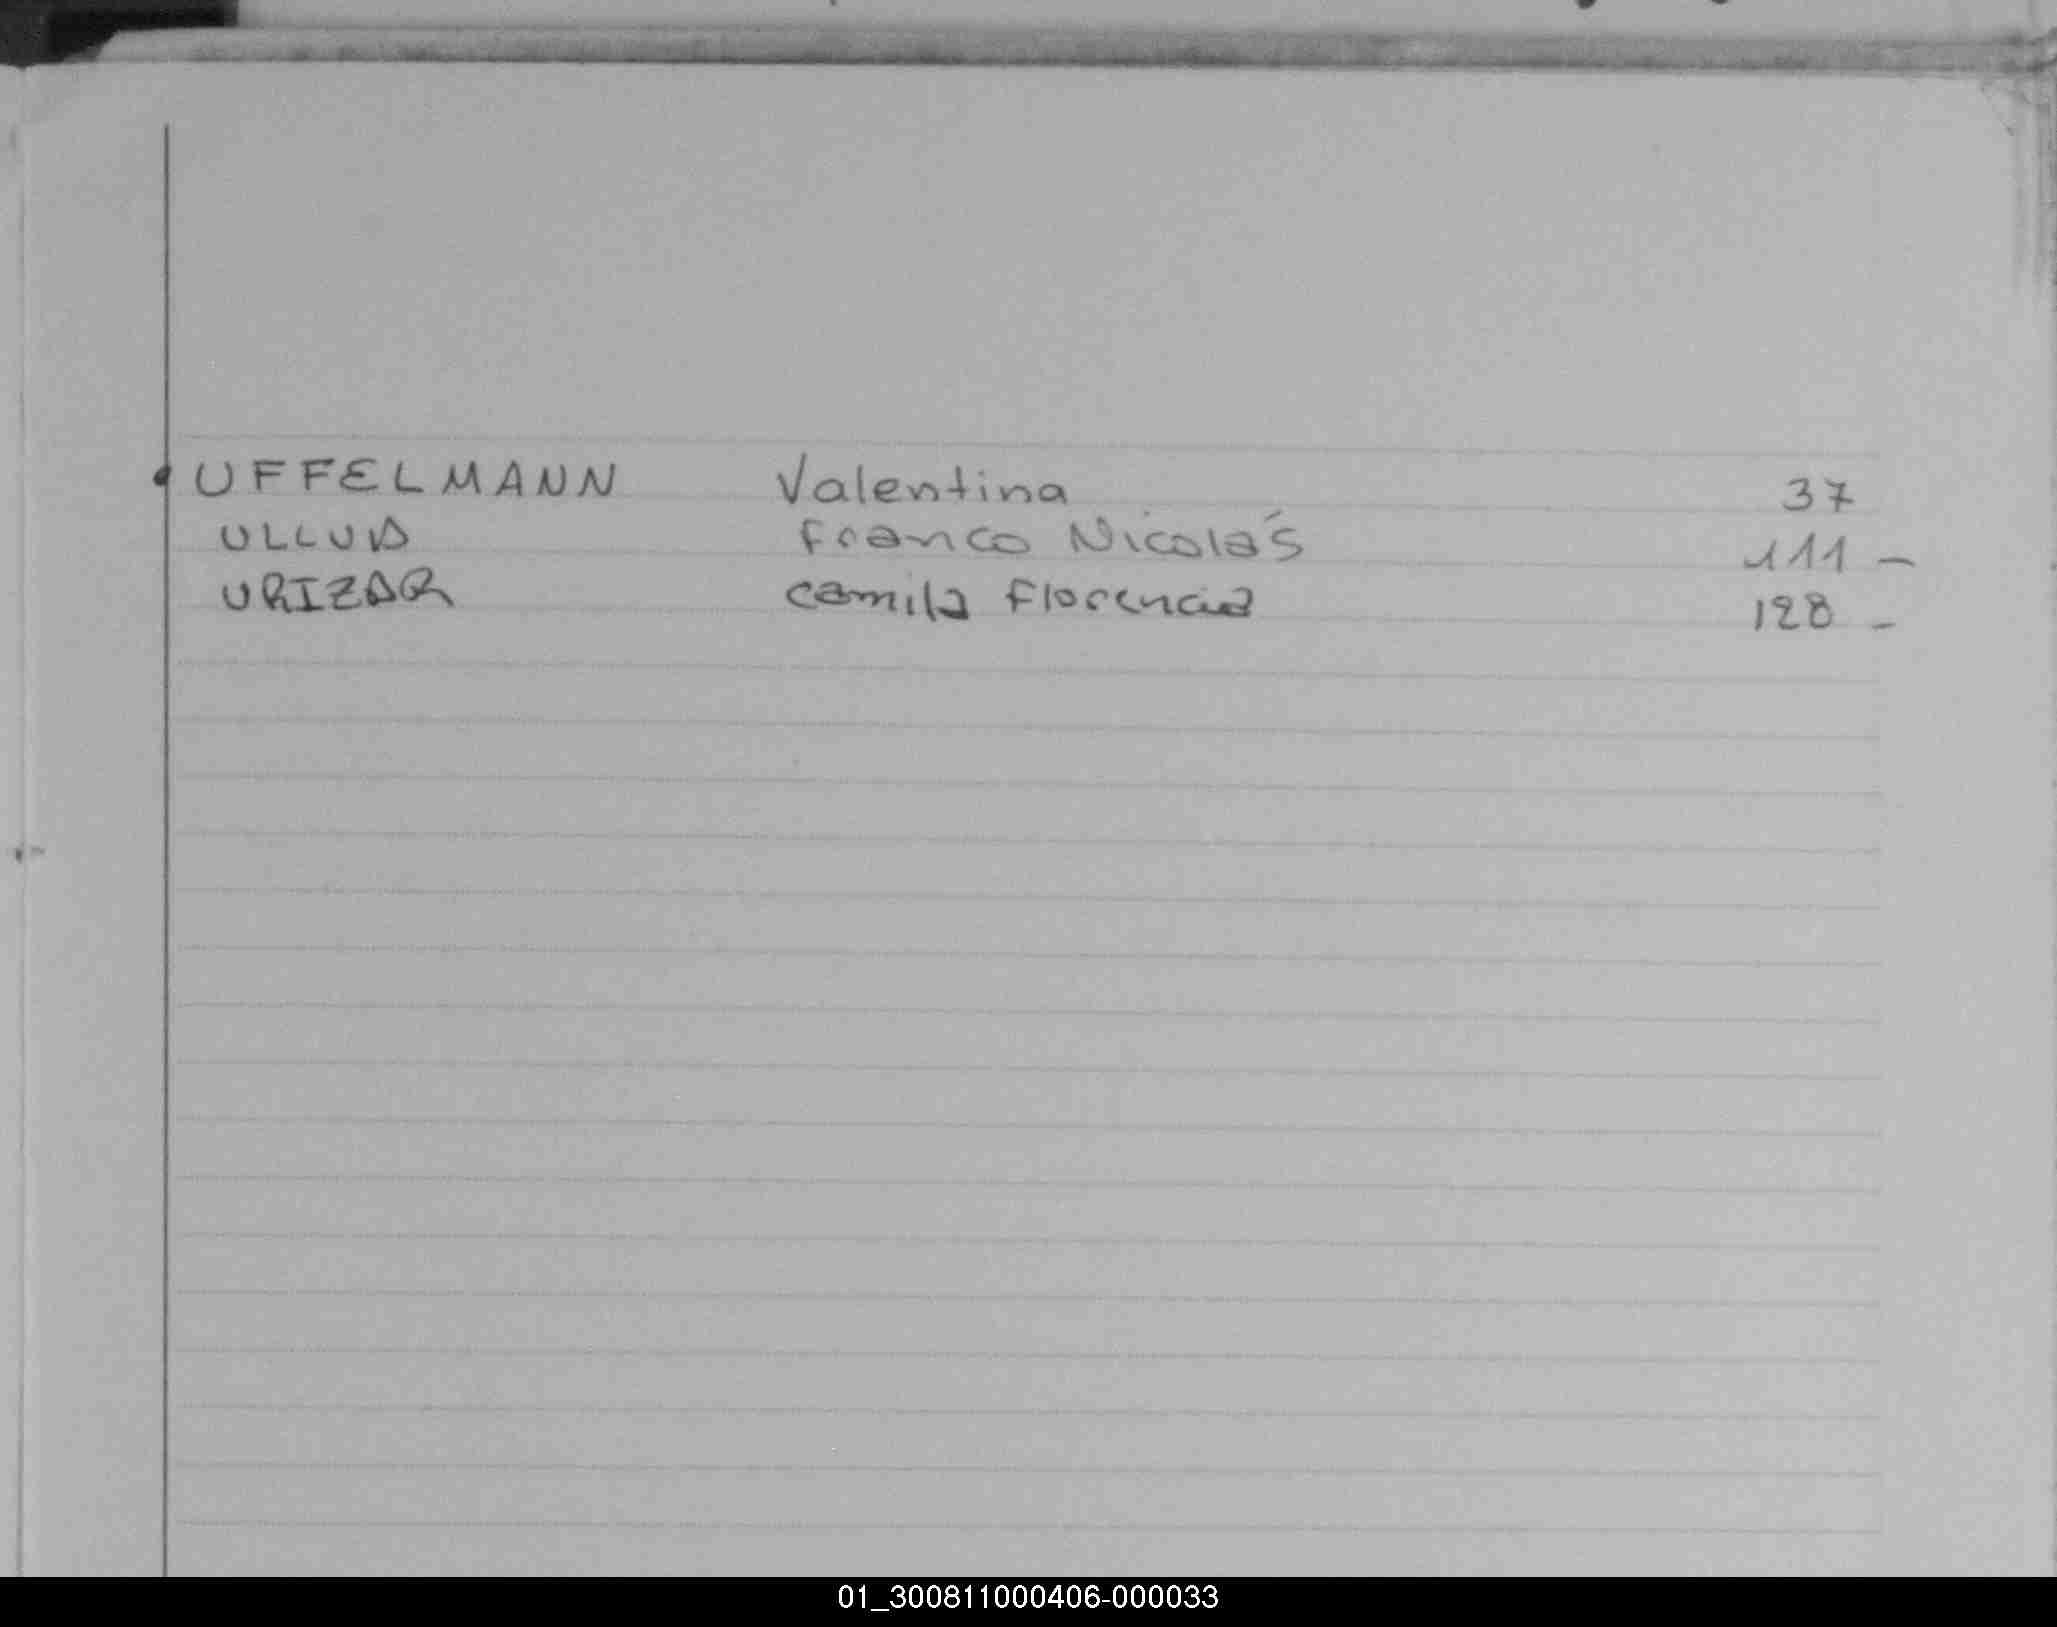 UFFELMANN Valentina 37
ULLUA Franco Nicolás 111 –
URIZAR Camila Florencia 128 –
01_300811000406-000033